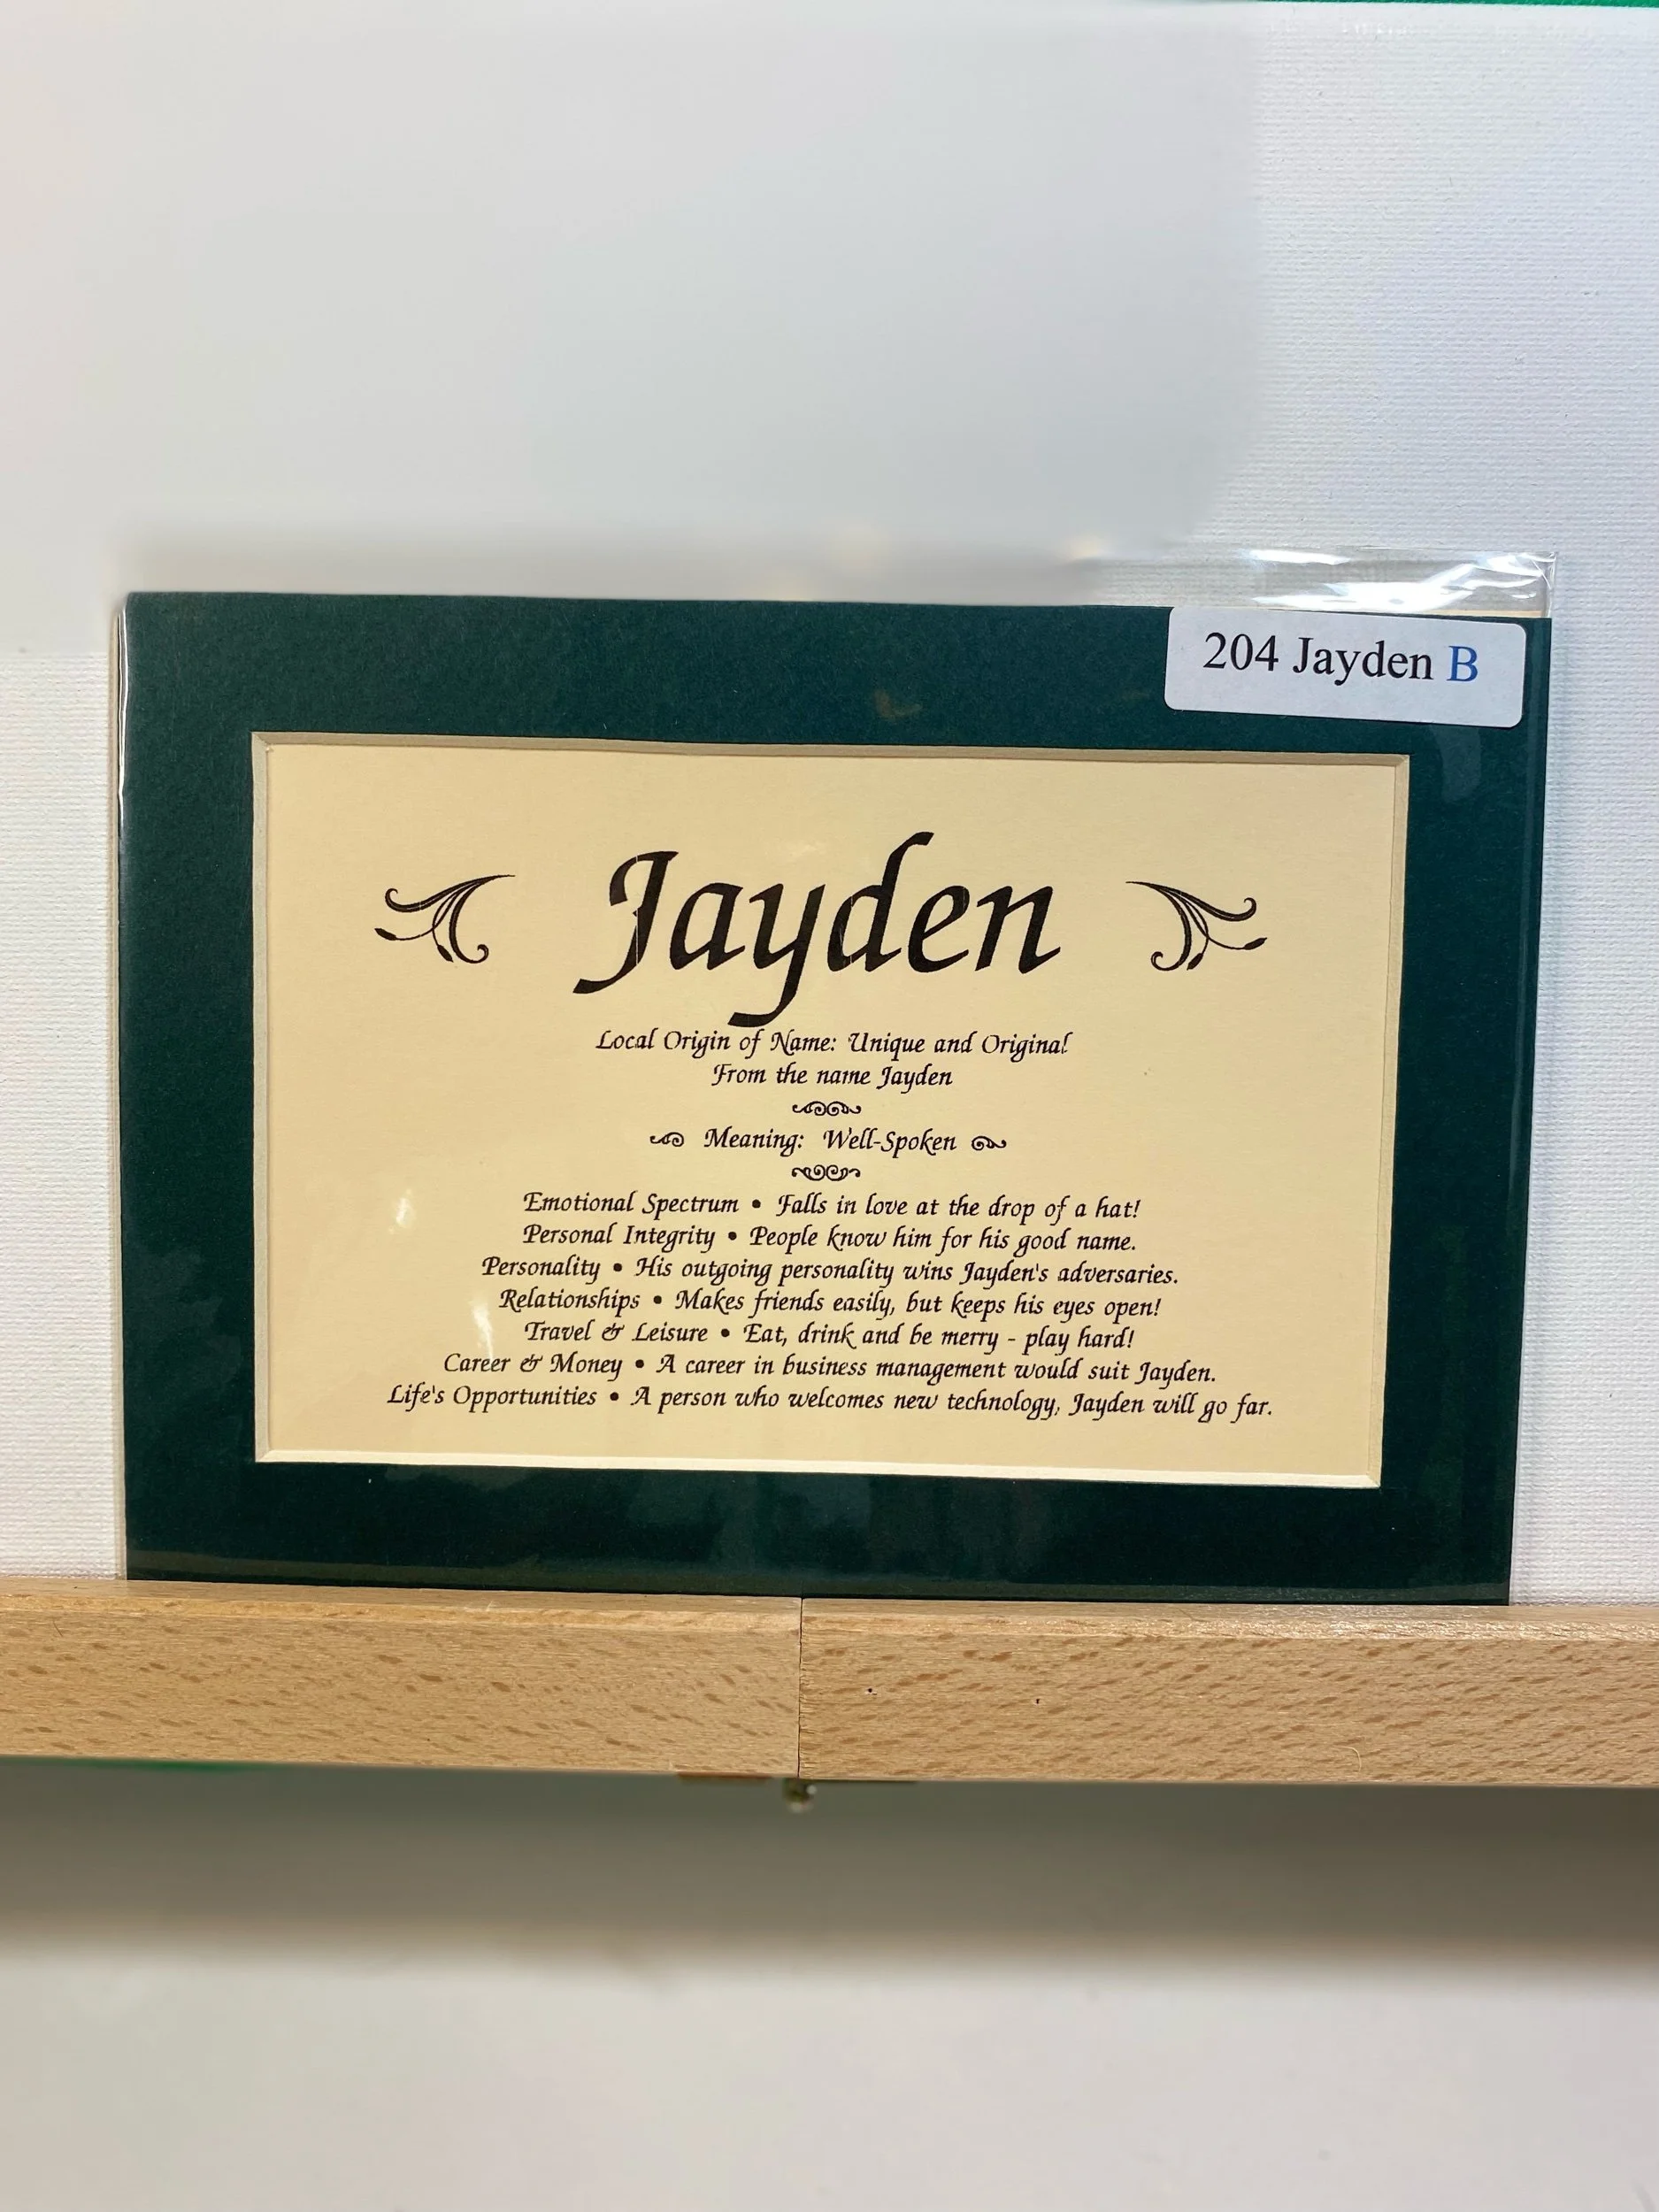 204 Jayden B
Jayden
Local Origin of Name: Unique and Original
From the name Jayden
Meaning: Well-Spoken
Emotional Spectrum • Falls in love at the drop of a hat!
Personal Integrity • People know him for his good name.
Personality • His outgoing personality wins Jayden's adversaries.
Relationships • Makes friends easily, but keeps his eyes open!
Travel & Leisure • Eat, drink and be merry - play hard!
Career & Money • A career in business management would suit Jayden.
Life's Opportunities • A person who welcomes new technology, Jayden will go far.